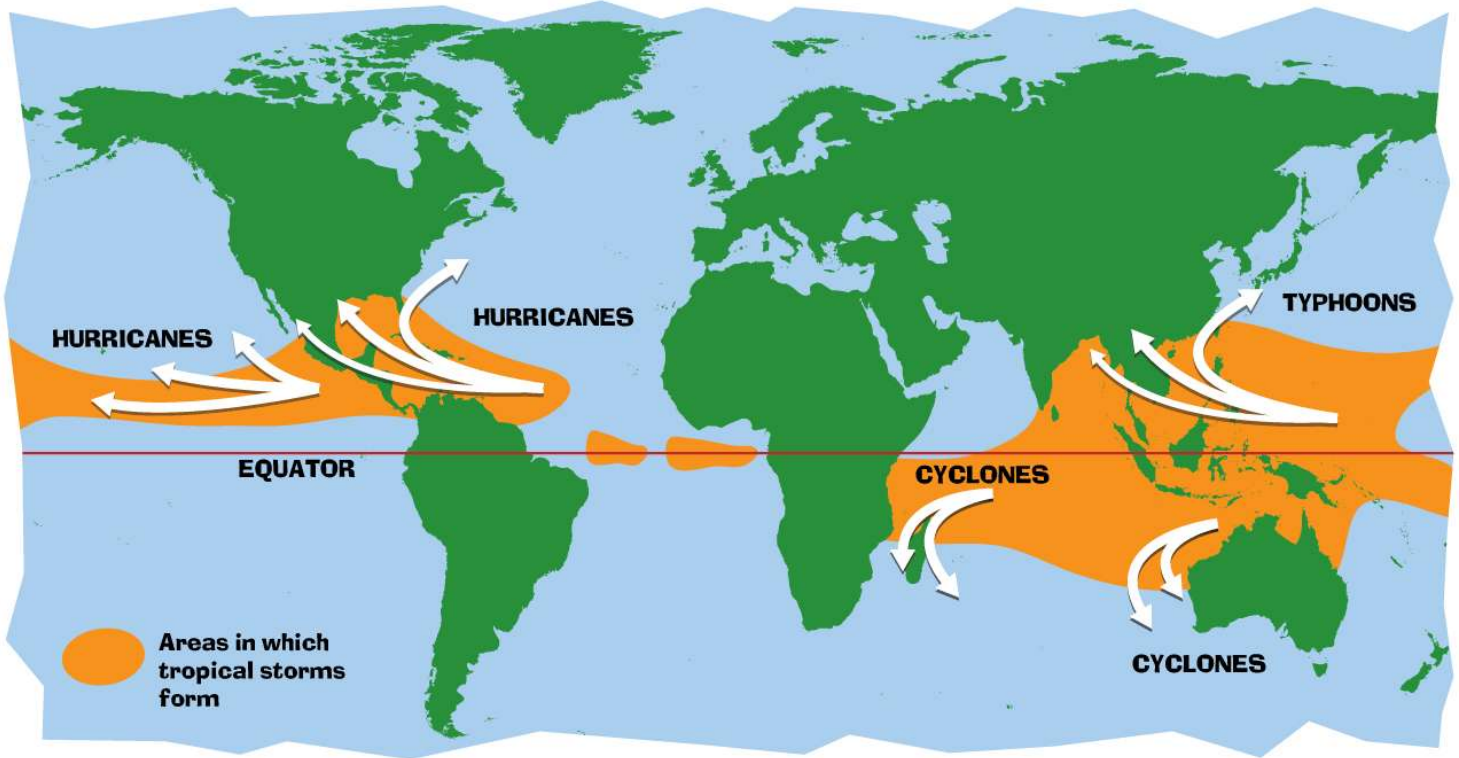 HURRICANES
HURRICANES
TYPHOONS
EQUATOR
CYCLONES
CYCLONES
Areas in which
tropical storms
form